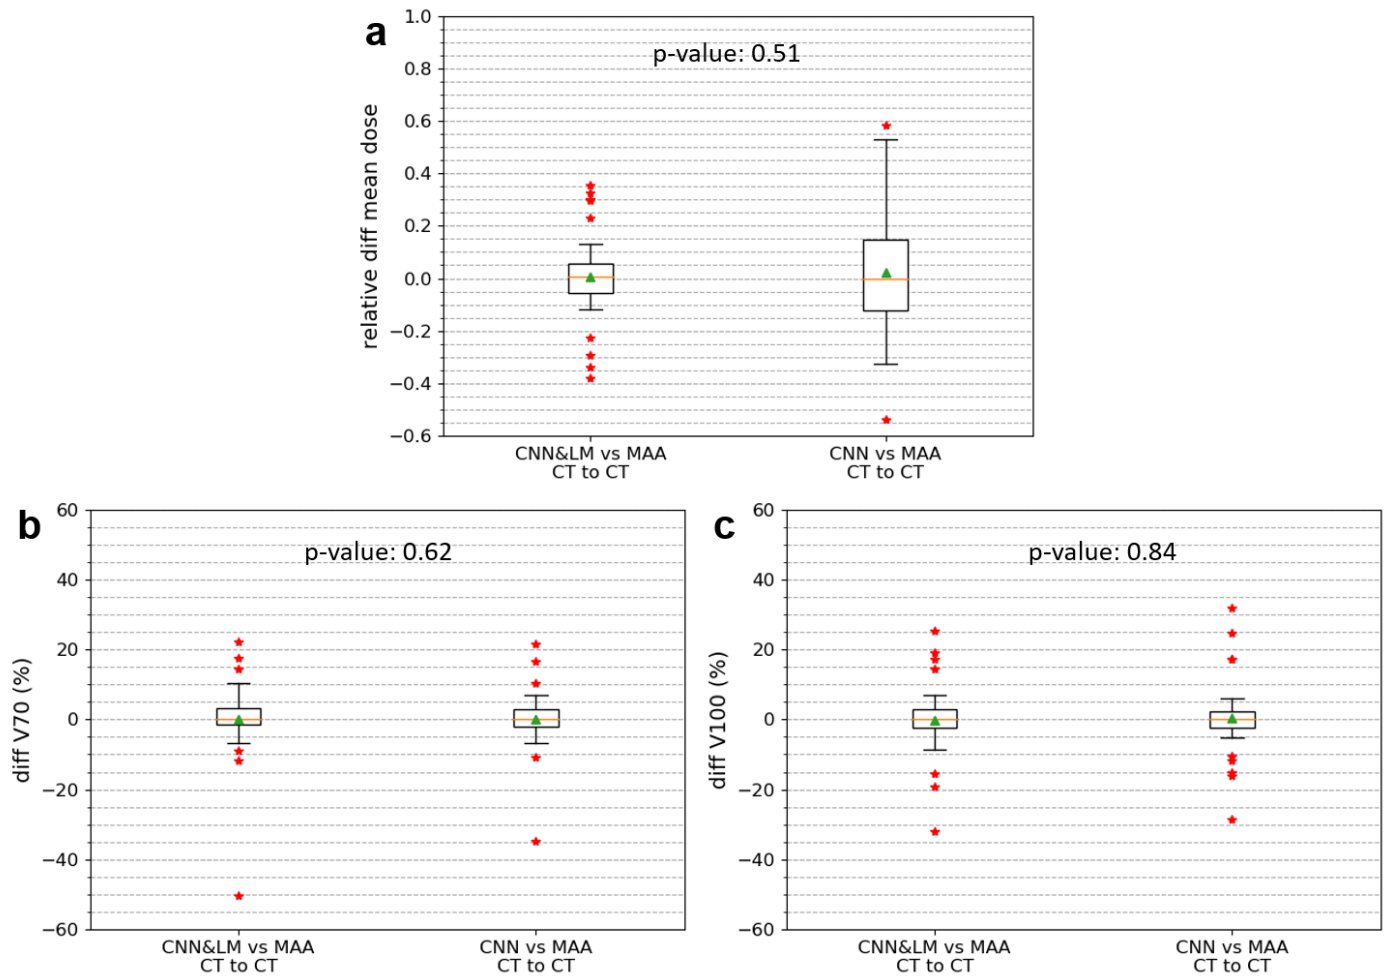 a
p-value: 0.51
relative diff mean dose
1.0
0.8
0.6
0.4
0.2
0.0
−0.2
−0.4
−0.6
CNN&LM vs MAA
CT to CT
CNN vs MAA
CT to CT
b
p-value: 0.62
diff V70 (%)
60
40
20
0
−20
−40
−60
CNN&LM vs MAA
CT to CT
CNN vs MAA
CT to CT
c
p-value: 0.84
diff V100 (%)
60
40
20
0
−20
−40
−60
CNN&LM vs MAA
CT to CT
CNN vs MAA
CT to CT